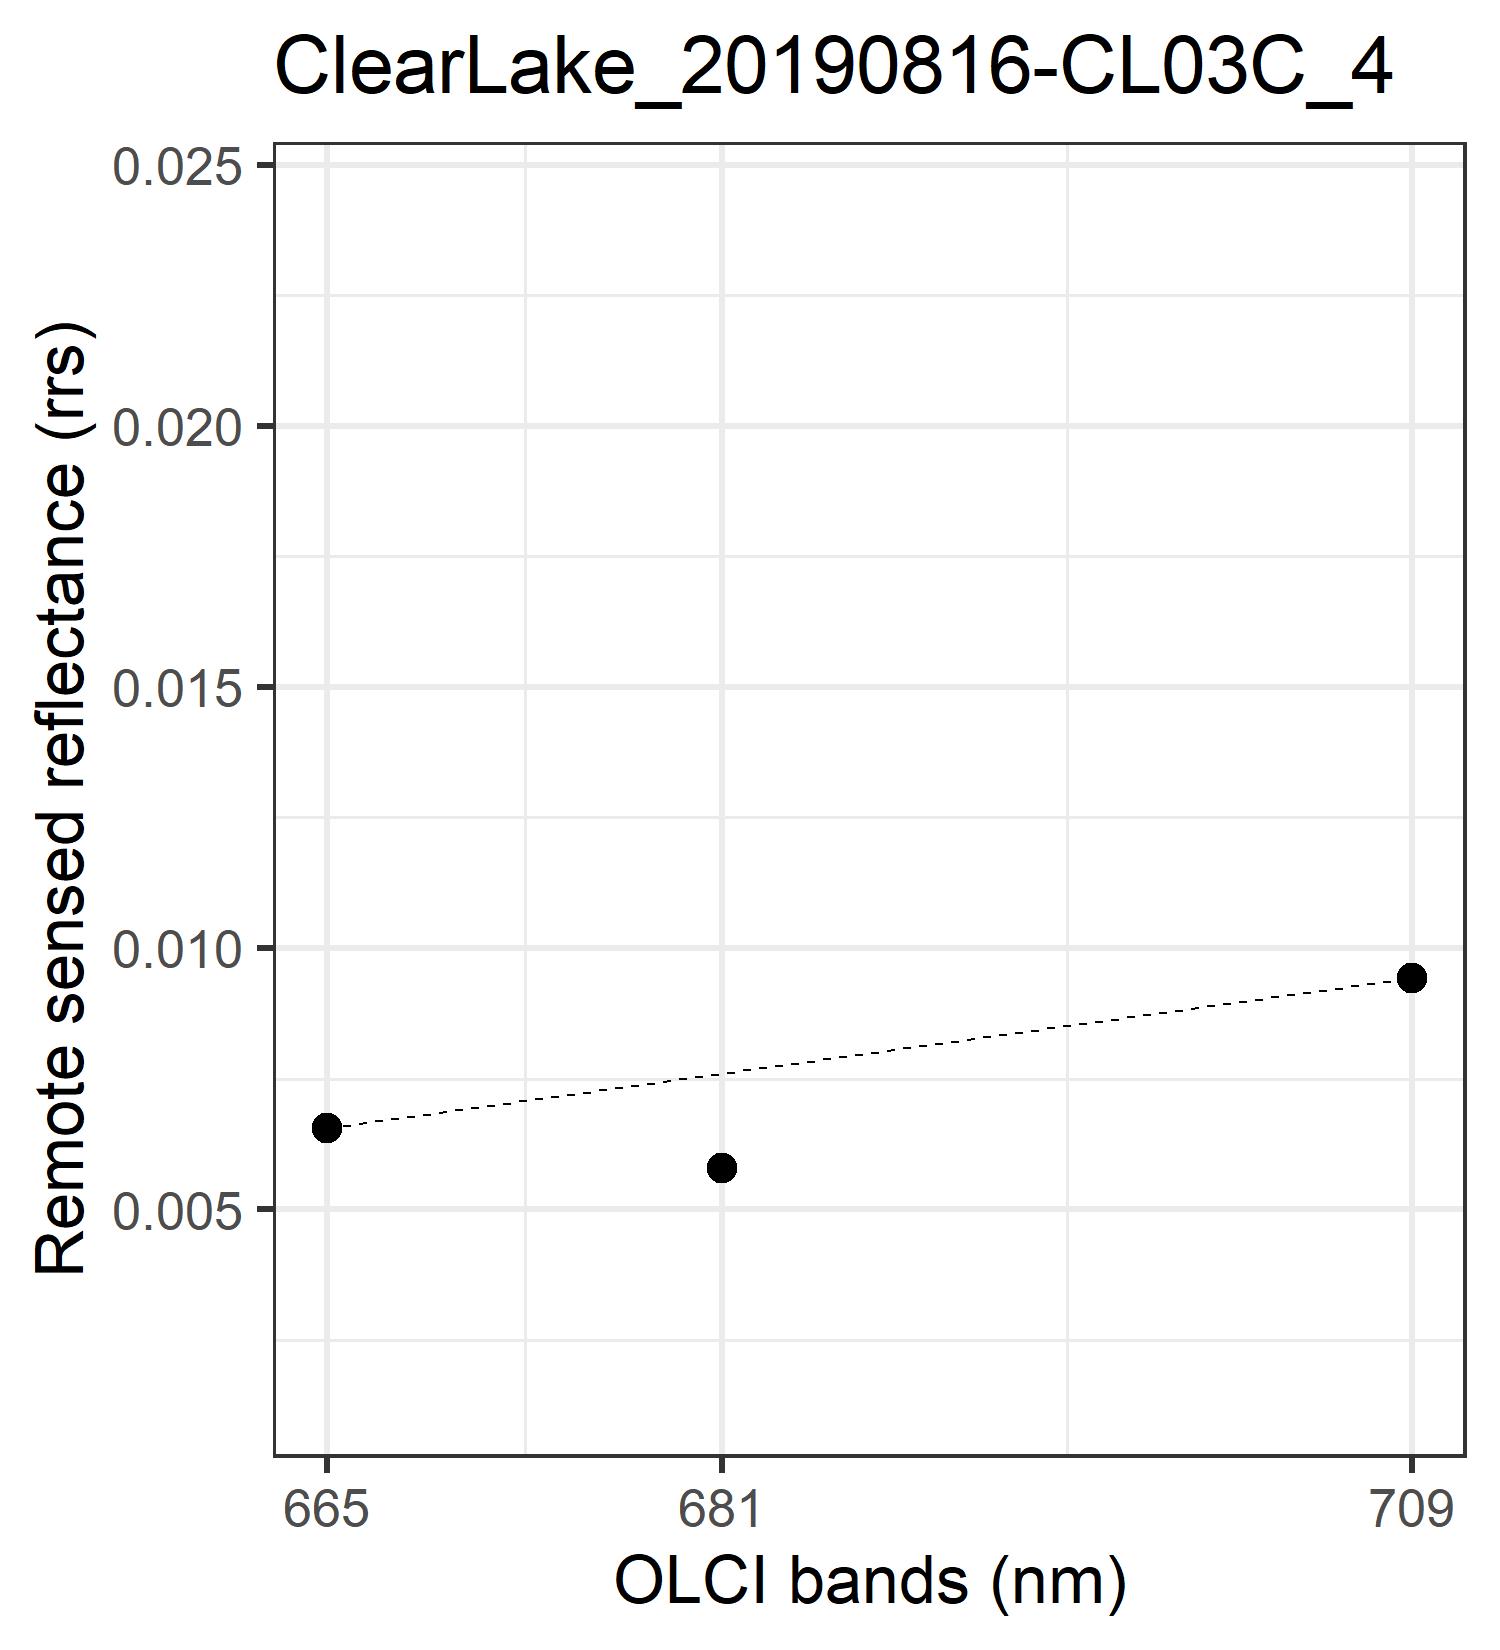 ClearLake_20190816-CL03C_4
Remote sensed reflectance (rrs)
0.025
0.020
0.015
0.010
0.005
665 681 709
OLCI bands (nm)